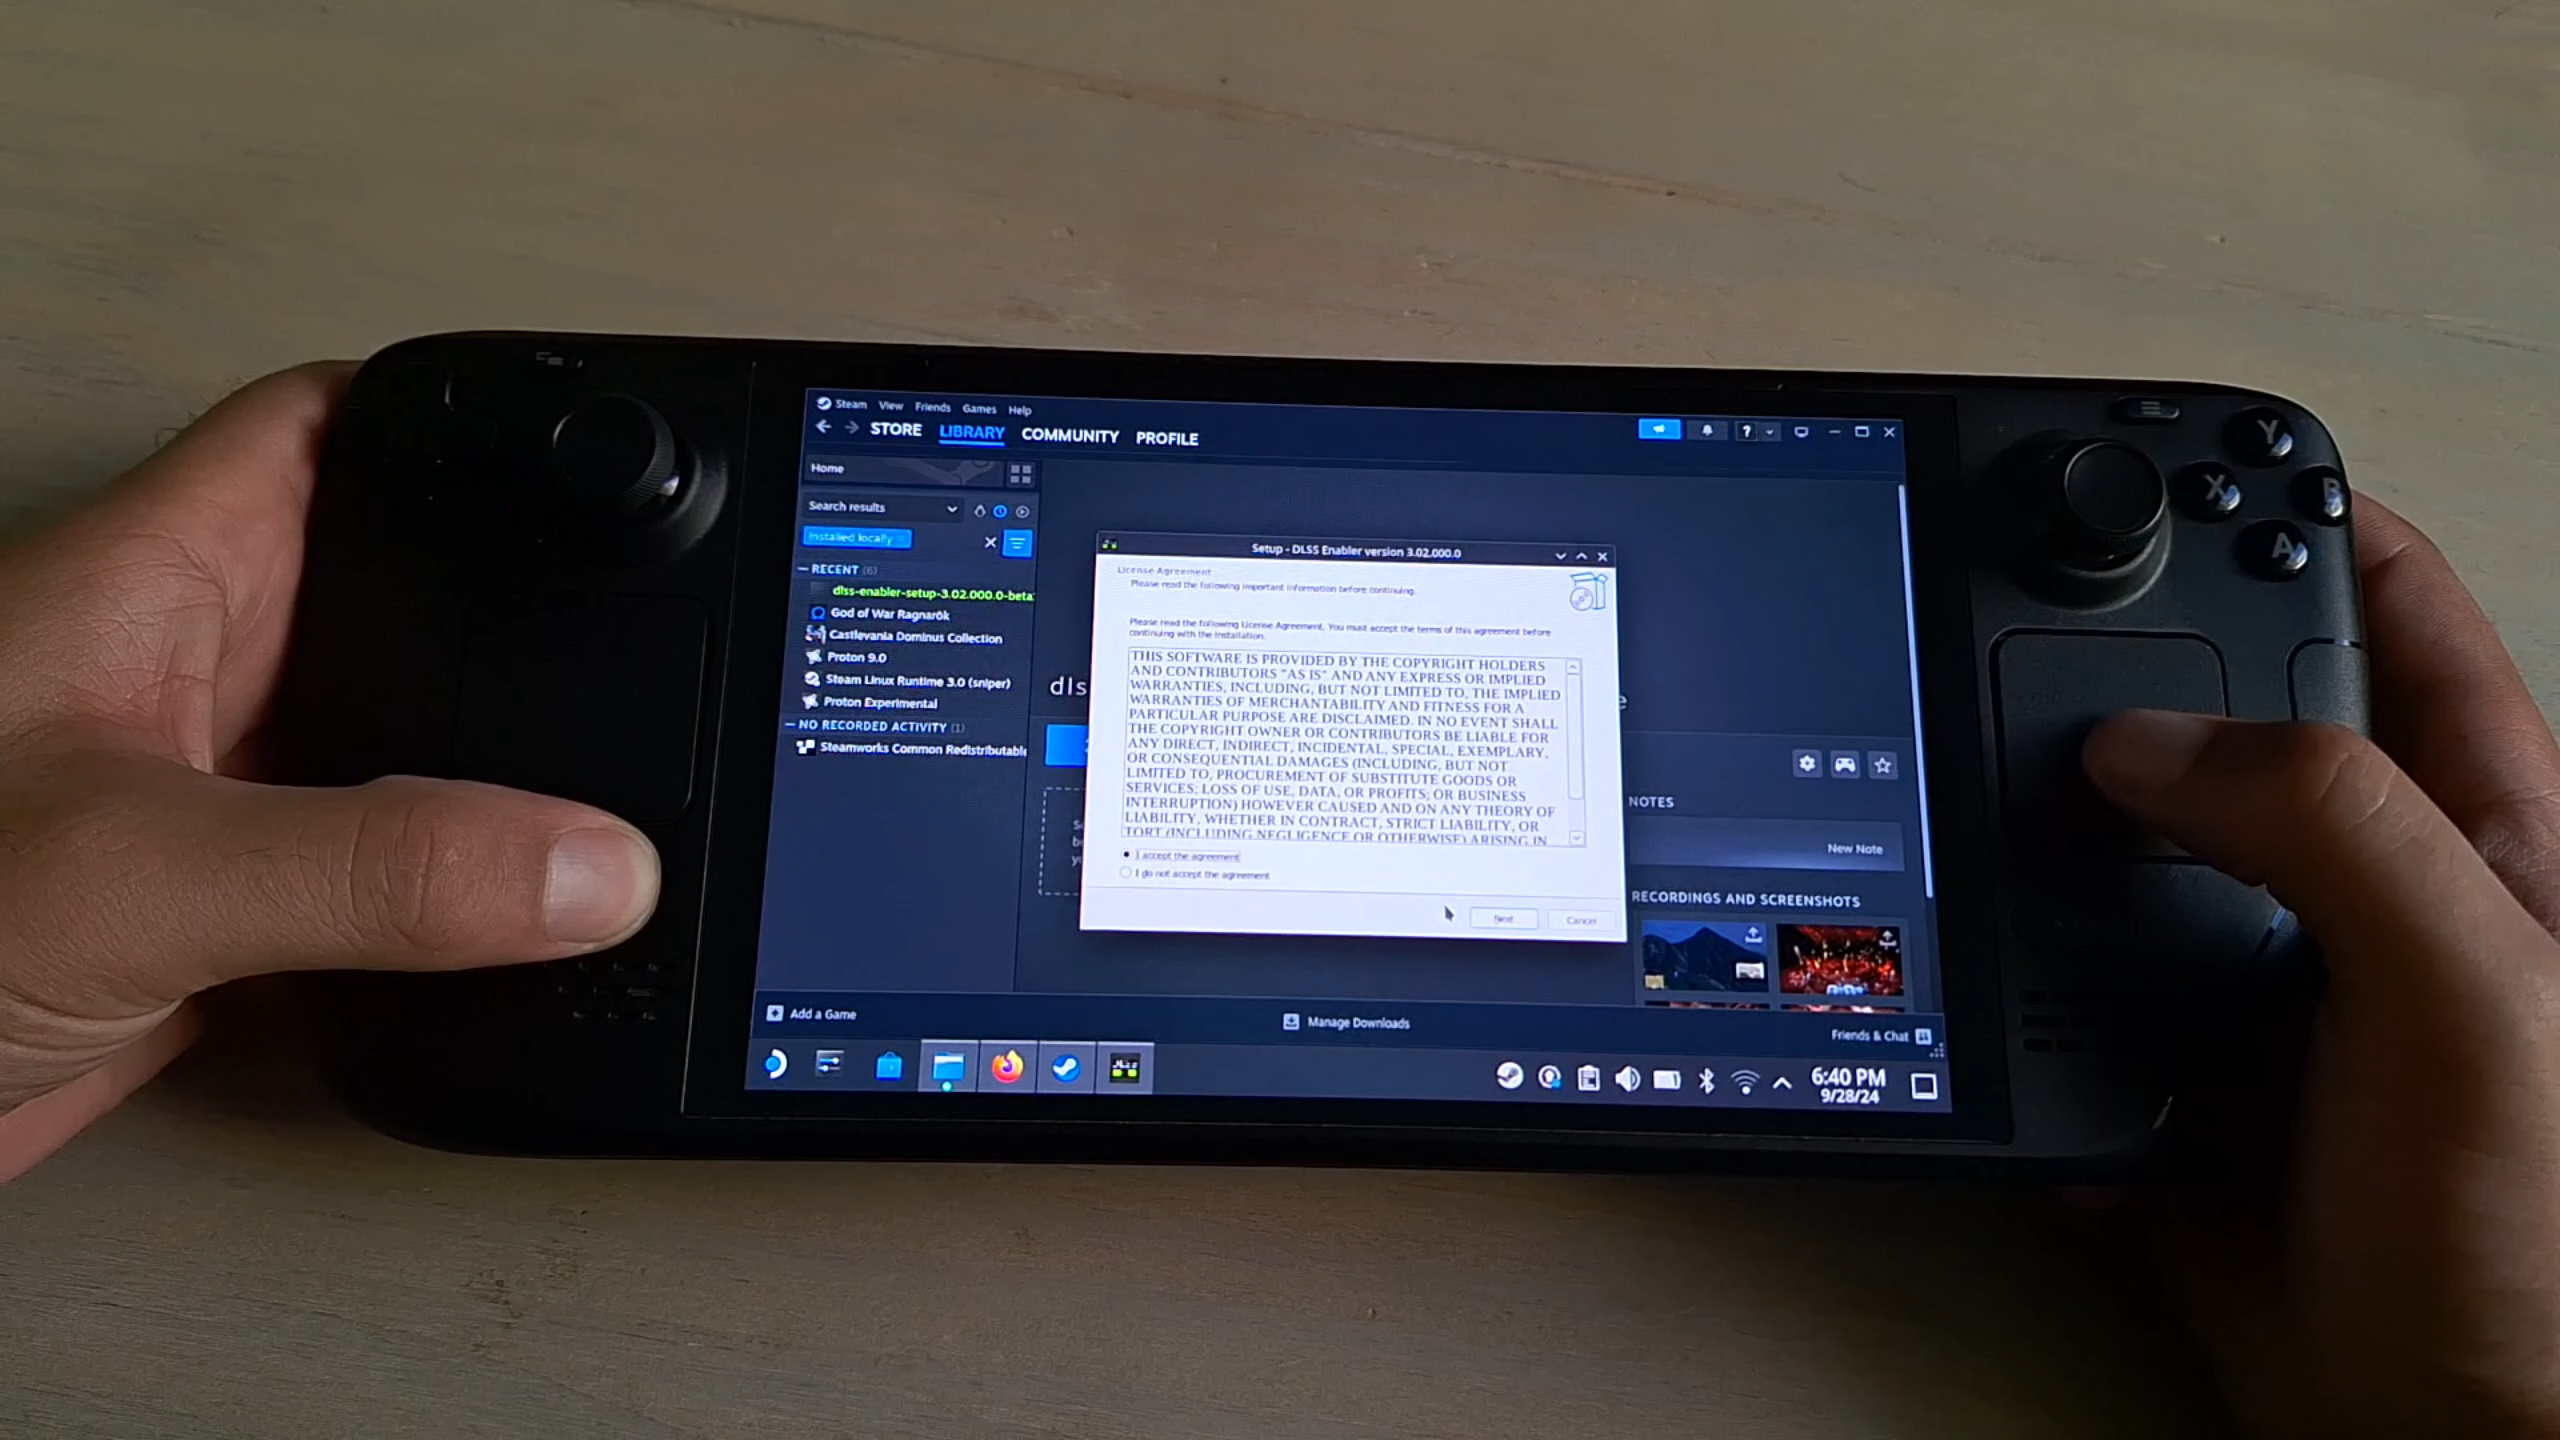 Steam View Friends Games Help
STORE LIBRARY COMMUNITY PROFILE
?
Home
Search results
Installed locally
RECENT (6)
dlss-enabler-setup-3.02.000.0-beta
God of War Ragnarök
Castlevania Dominus Collection
Proton 9.0
Steam Linux Runtime 3.0 (sniper)
Proton Experimental
NO RECORDED ACTIVITY (1)
Steamworks Common Redistributable
dls
Setup - DLSS Enabler version 3.02.000.0
License Agreement
Please read the following important information before continuing.
Please read the following License Agreement. You must accept the terms of this agreement before
continuing with the installation.
THIS SOFTWARE IS PROVIDED BY THE COPYRIGHT HOLDERS
AND CONTRIBUTORS "AS IS" AND ANY EXPRESS OR IMPLIED
WARRANTIES, INCLUDING, BUT NOT LIMITED TO, THE IMPLIED
WARRANTIES OF MERCHANTABILITY AND FITNESS FOR A
PARTICULAR PURPOSE ARE DISCLAIMED. IN NO EVENT SHALL
THE COPYRIGHT OWNER OR CONTRIBUTORS BE LIABLE FOR
ANY DIRECT, INDIRECT, INCIDENTAL, SPECIAL, EXEMPLARY,
OR CONSEQUENTIAL DAMAGES (INCLUDING, BUT NOT
LIMITED TO, PROCUREMENT OF SUBSTITUTE GOODS OR
SERVICES; LOSS OF USE, DATA, OR PROFITS; OR BUSINESS
INTERRUPTION) HOWEVER CAUSED AND ON ANY THEORY OF
LIABILITY, WHETHER IN CONTRACT, STRICT LIABILITY, OR
TORT (INCLUDING NEGLIGENCE OR OTHERWISE) ARISING IN
I accept the agreement
I do not accept the agreement
Next Cancel
e
NOTES
New Note
RECORDINGS AND SCREENSHOTS
Add a Game
Manage Downloads
Friends & Chat
6:40 PM
9/28/24
Y
X
B
A